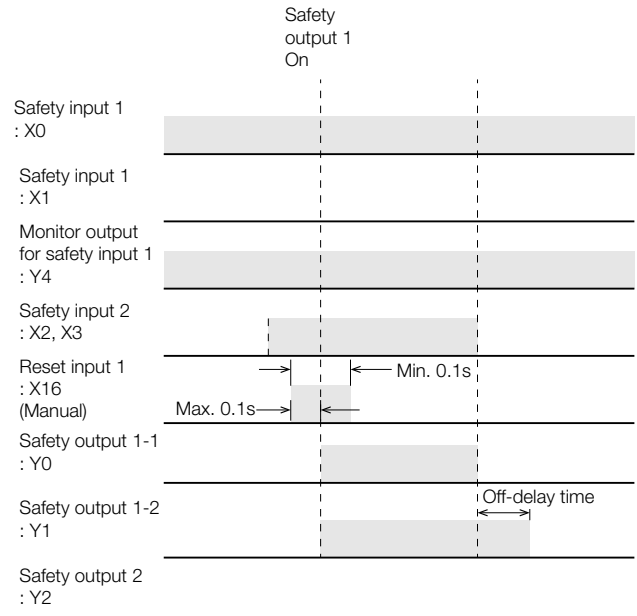 Safety
output 1
On
Safety input 1
: X0
Safety input 1
: X1
Monitor output
for safety input 1
: Y4
Safety input 2
: X2, X3
Reset input 1
: X16
(Manual)
Min. 0.1s
Max. 0.1s
Safety output 1-1
: Y0
Off-delay time
Safety output 1-2
: Y1
Safety output 2
: Y2